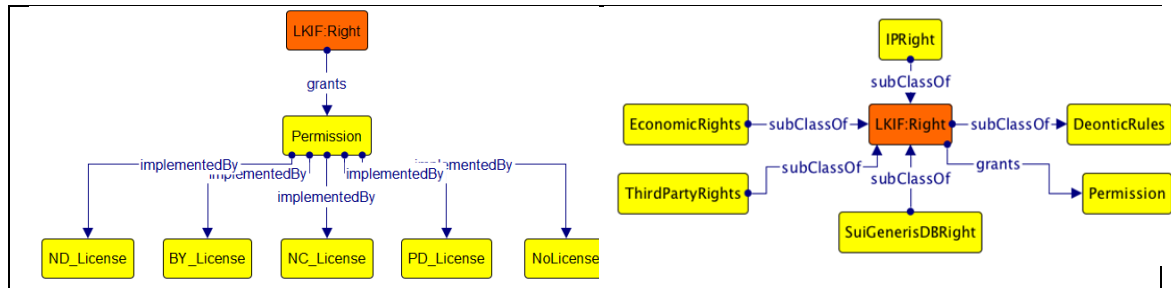 LKIF:Right
grants
Permission
implementedBy
implementedBy
implementedBy
implementedBy
implementedBy
ND_License
BY_License
NC_License
PD_License
NoLicense
IPRight
subClassOf
EconomicRights
subClassOf
LKIF:Right
subClassOf
DeonticRules
subClassOf
subClassOf
grants
ThirdPartyRights
Permission
SuiGenerisDBRight